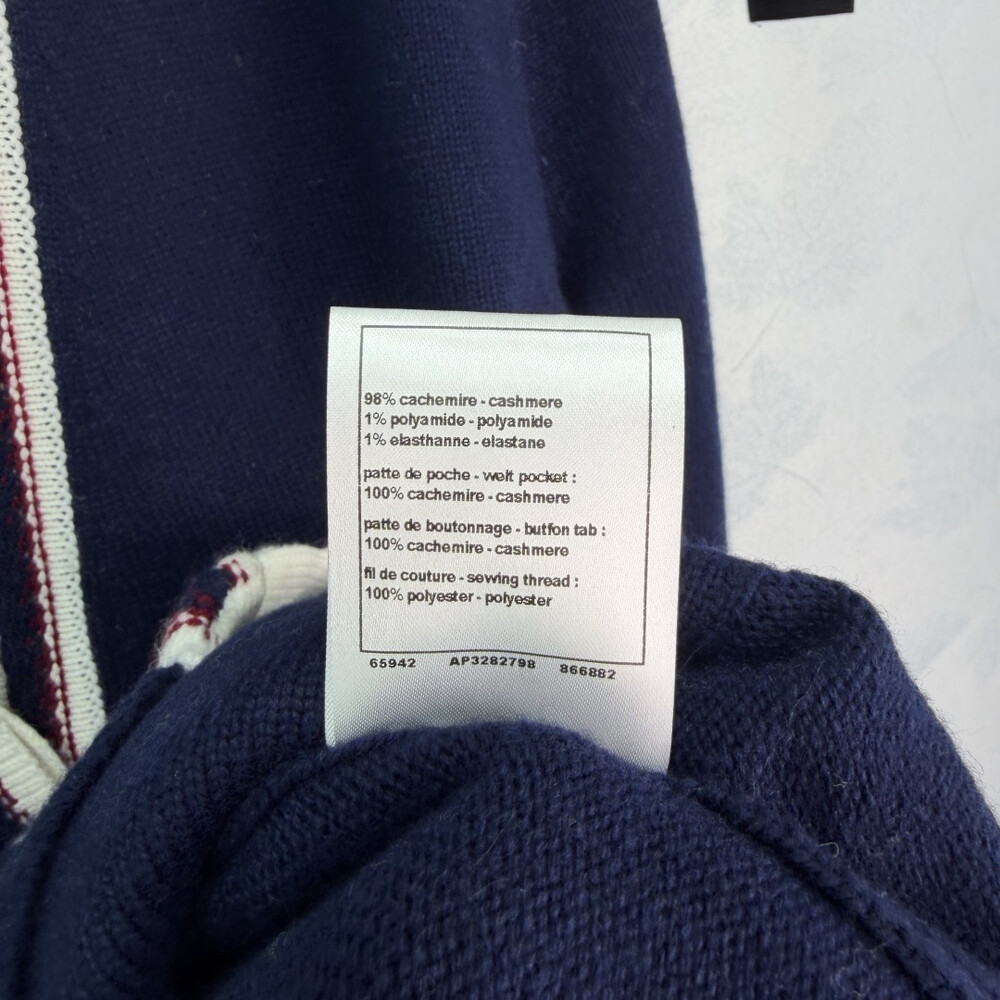 98% cachemire - cashmere
1% polyamide - polyamide
1% elasthanne - elastane
patte de poche - welt pocket :
100% cachemire - cashmere
patte de boutonnage - butfon tab :
100% cachemire - cashmere
fil de couture - sewing thread :
100% polyester - polyester
65942 AP3282798 866882